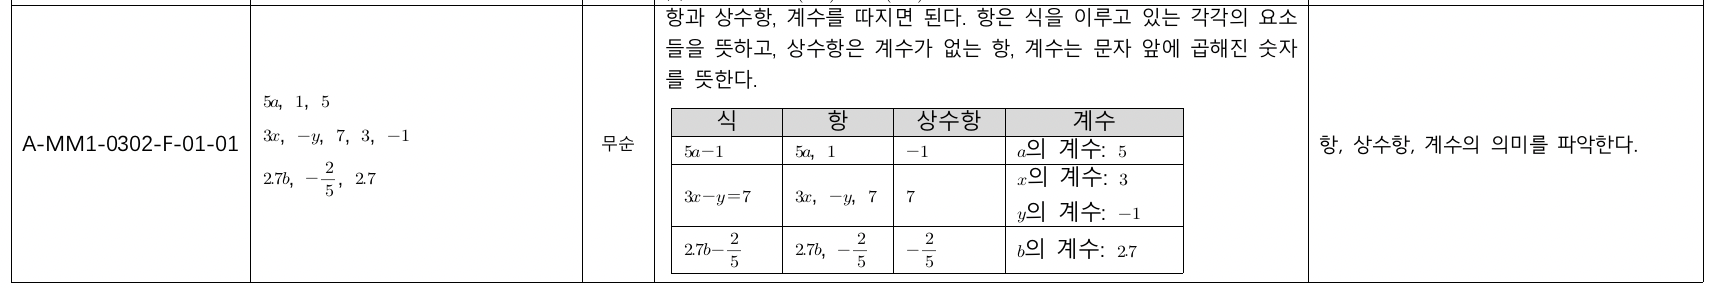 항과 상수항, 계수를 따지면 된다. 항은 식을 이루고 있는 각각의 요소
들을 뜻하고, 상수항은 계수가 없는 항, 계수는 문자 앞에 곱해진 숫자
를 뜻한다.
A-MM1-0302-F-01-01
5a, 1, 5
3x, −y, 7, 3, −1
2.7b, −2/5, 2.7
무순
식 항 상수항 계수
5a−1 5a, 1 −1 a의 계수: 5
3x−y=7 3x, −y, 7 7 x의 계수: 3
y의 계수: −1
2.7b−2/5 2.7b, −2/5 −2/5 b의 계수: 2.7
항, 상수항, 계수의 의미를 파악한다.